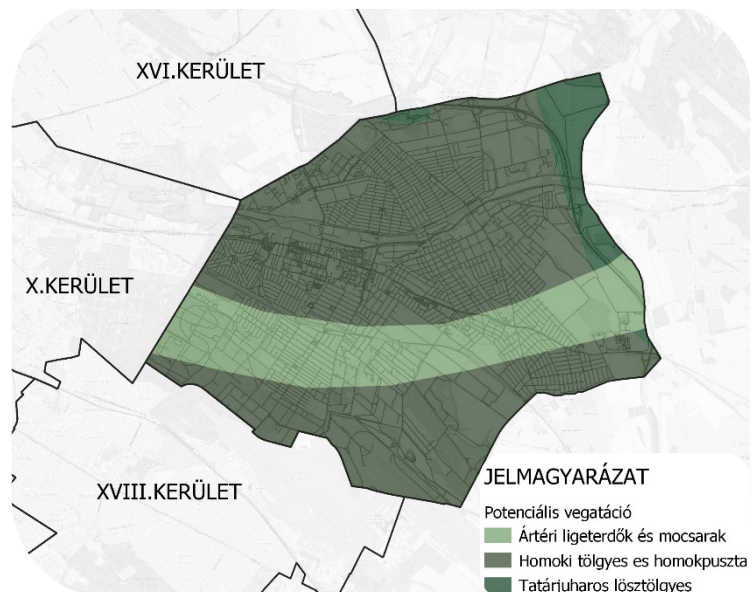 XVI.KERÜLET
X.KERÜLET
XVIII.KERÜLET
JELMAGYARÁZAT
Potenciális vegatáció
Ártéri ligeterdők és mocsarak
Homoki tölgyes es homokpuszta
Tatárjuharos lösztölgyes